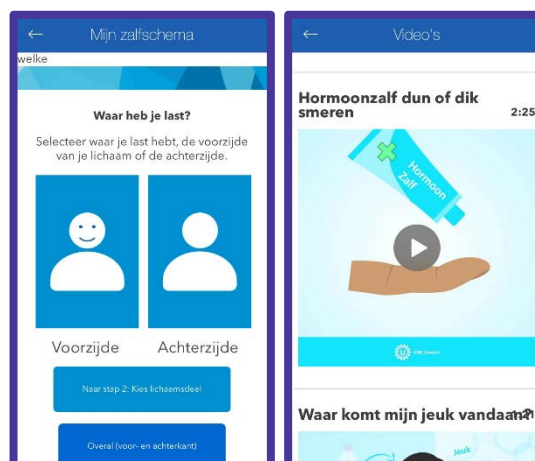 Mijn zalfschema
welke
Waar heb je last?
Selecteer waar je last hebt, de voorzijde
van je lichaam of de achterzijde.
Voorzijde
Achterzijde
Naar stap 2: Kies lichaamsdeel
Overal (voor- en achterkant)
Video's
Hormoonzalf dun of dik
smeren
2:25
Hormoon
Zalf
Waar komt mijn jeuk vandaan?
Jeuk